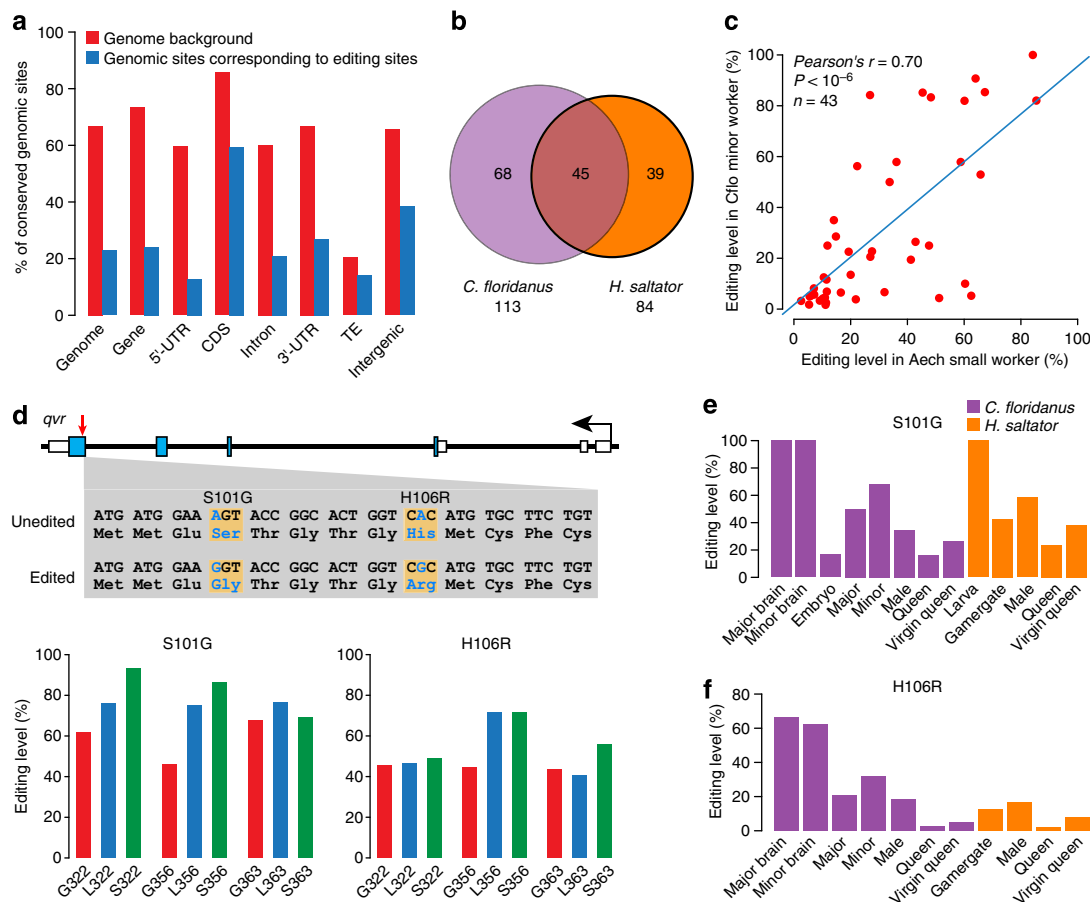 a
Genome background
Genomic sites corresponding to editing sites
% of conserved genomic sites
100
80
60
40
20
0
Genome
Gene
5′-UTR
CDS
Intron
3′-UTR
TE
Intergenic
b
68
45
39
C. floridanus
113
H. saltator
84
c
Pearson's r = 0.70
P < 10−6
n = 43
Editing level in Cflo minor worker (%)
100
80
60
40
20
0
0
20
40
60
80
100
Editing level in Aech small worker (%)
d
qvr
S101G
H106R
Unedited
ATG ATG GAA AGT ACC GGC ACT GGT CAC ATG TGC TTC TGT
Met Met Glu Ser Thr Gly Thr Gly His Met Cys Phe Cys
Edited
ATG ATG GAA GGT ACC GGC ACT GGT CGC ATG TGC TTC TGT
Met Met Glu Gly Thr Gly Thr Gly Arg Met Cys Phe Cys
S101G
Editing level (%)
100
80
60
40
20
0
G322
L322
S322
G356
L356
S356
G363
L363
S363
H106R
100
80
60
40
20
0
G322
L322
S222
G356
L356
S356
G363
L363
S363
e
C. floridanus
H. saltator
S101G
Editing level (%)
100
80
60
40
20
0
Major brain
Minor brain
Embryo
Major
Minor
Male
Queen
Virgin queen
Larva
Gamergate
Male
Queen
Virgin queen
f
H106R
Editing level (%)
80
60
40
20
0
Major brain
Minor brain
Major
Minor
Male
Queen
Virgin queen
Gamergate
Male
Queen
Virgin queen